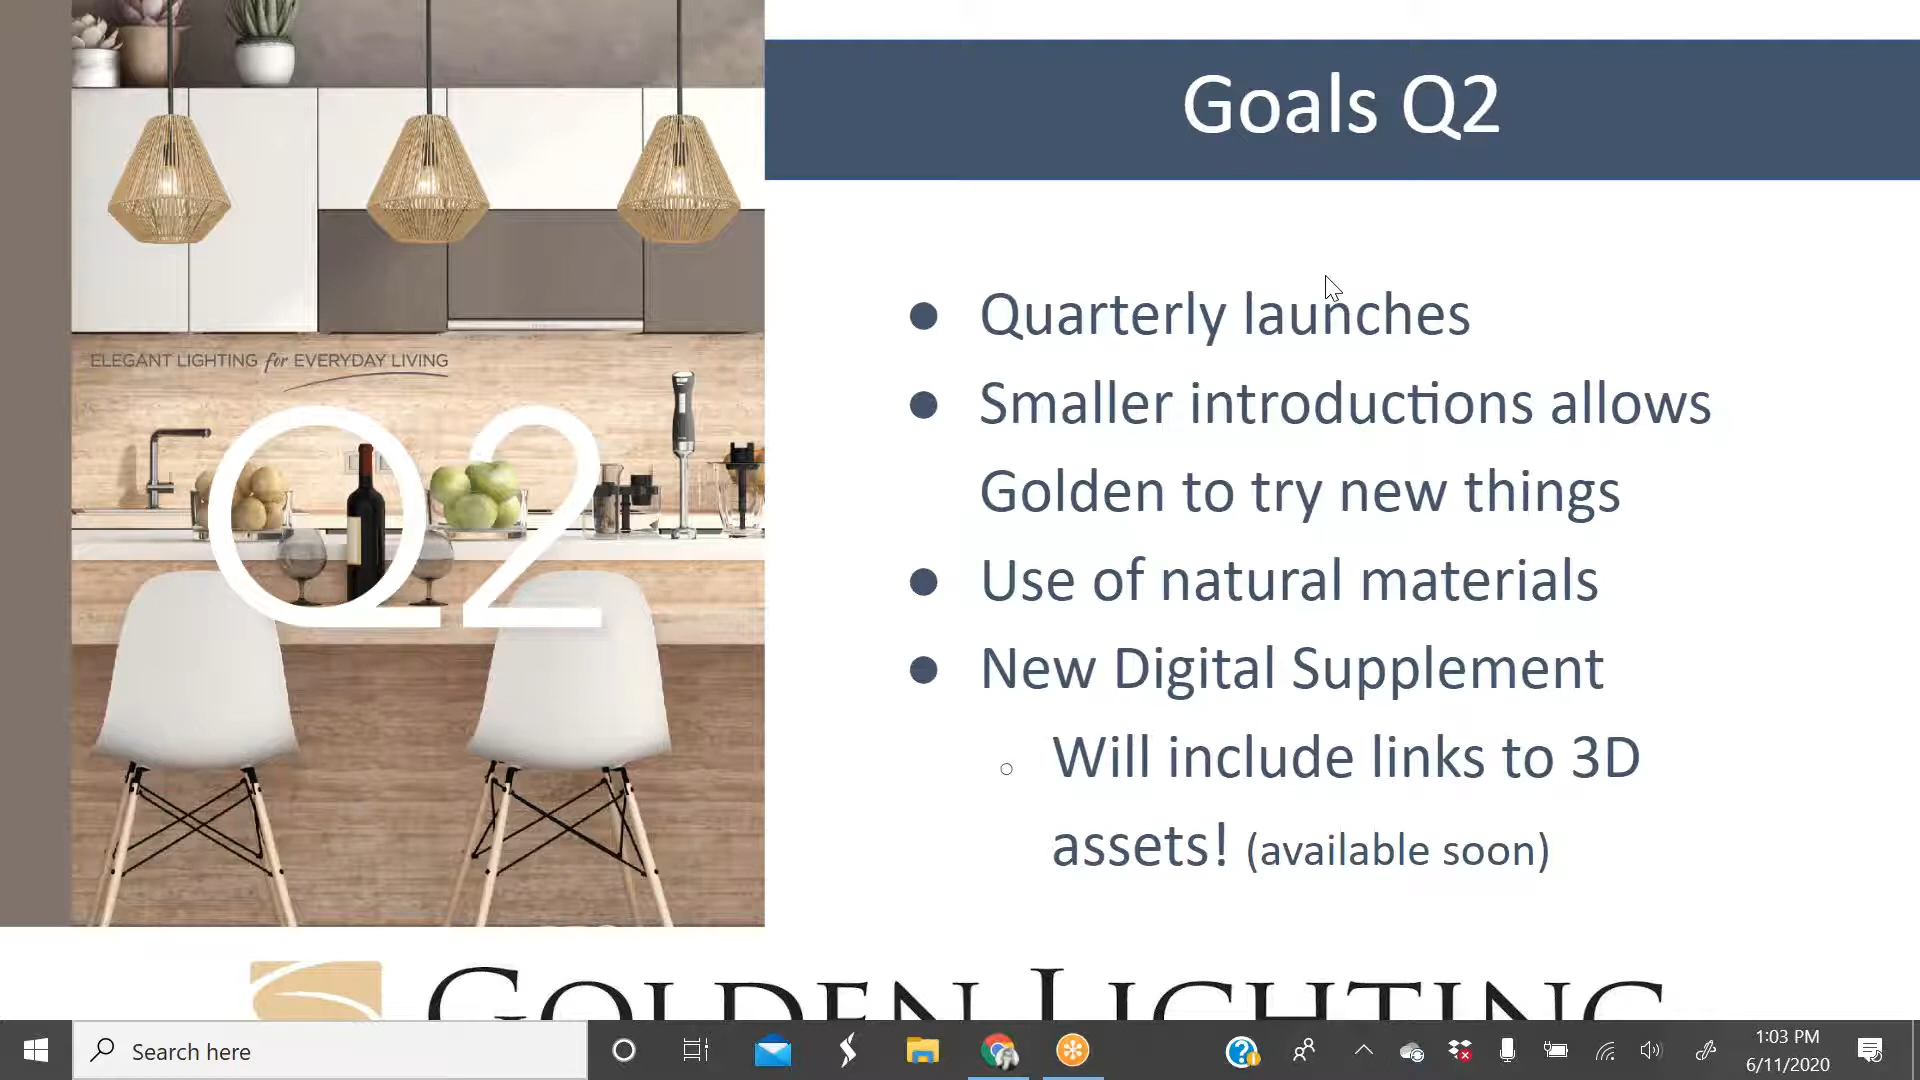 Goals Q2
ELEGANT LIGHTING for EVERYDAY LIVING
Q2
Quarterly launches
Smaller introductions allows
Golden to try new things
Use of natural materials
New Digital Supplement
Will include links to 3D
assets! (available soon)
GOLDEN LIGHTING
Search here
1:03 PM
6/11/2020